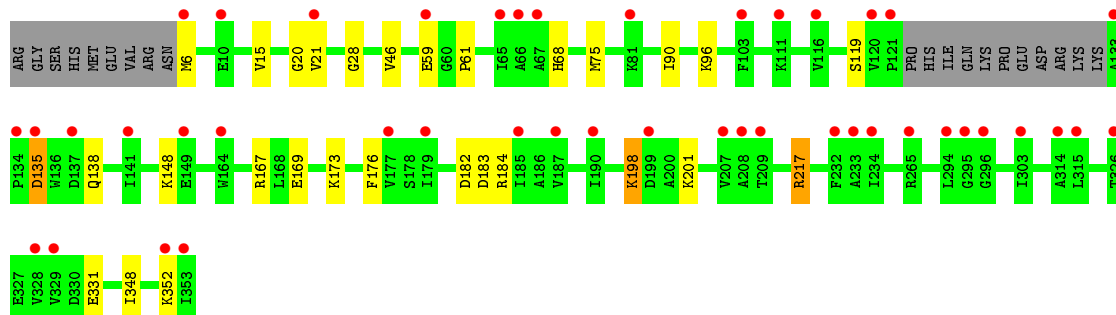 ARG GLY SER HIS MET GLU VAL ARG ASN M6 E10 V15 G20 V21 G28 V46 E59 G60 P61 I65 A66 A67 H68 M75 K81 I90 K96 F103 K111 V116 S119 V120 P121 PRO HIS ILE GLN LYS PRO GLU ASP ARG LYS LYS A133
P134 D135 W136 D137 Q138 I141 K148 E149 W164 R167 L168 E169 K173 F176 V177 S178 I179 D182 D183 R184 I185 A186 V187 I190 K198 D199 A200 K201 V207 A208 T209 R217 F232 A233 I234 R265 L294 G295 G296 I303 A314 L315 T326
E327 V328 V329 D330 E331 I348 K352 I353